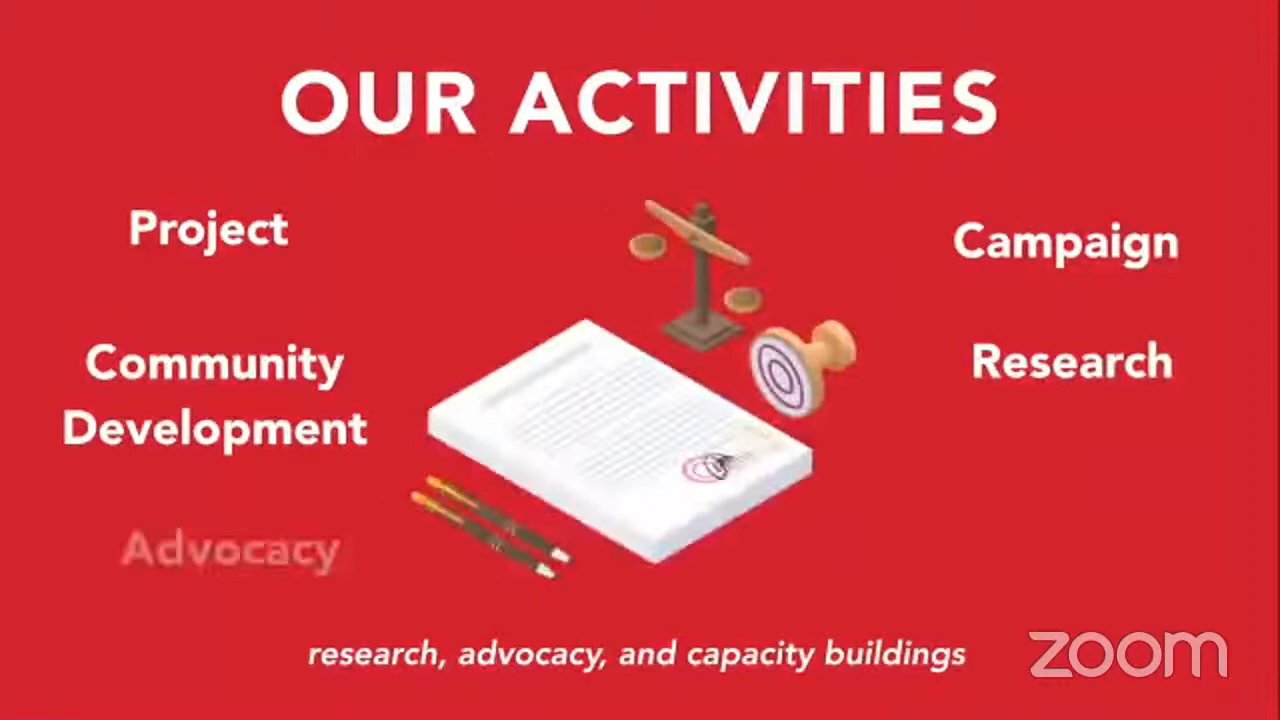 OUR ACTIVITIES
Project
Campaign
Community
Development
Research
Advocacy
research, advocacy, and capacity buildings
zoom